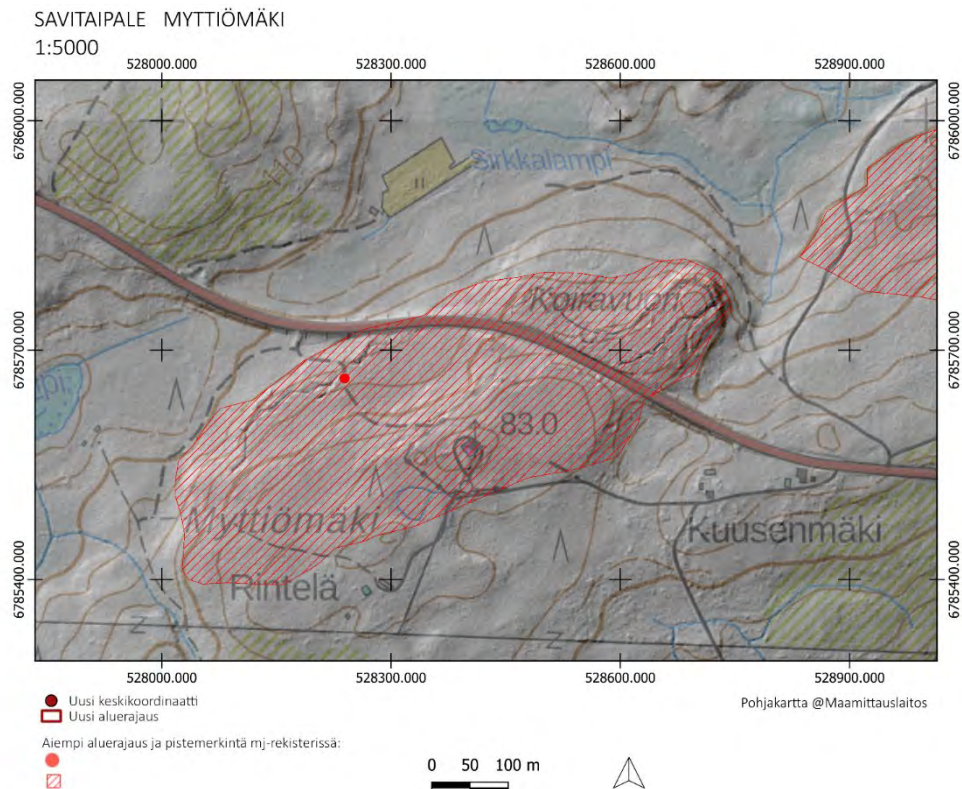 SAVITAIPALE MYTTIÖMÄKI
1:5000
528000.000 528300.000 528600.000 528900.000
6786000.000 6786000.000
110
Sirkkalampi
Koiravuori
6785700.000 6785700.000
83.0
Myttiömäki
Kuusenmäki
6785400.000 6785400.000
Rintelä
Z Z
528000.000 528300.000 528600.000 528900.000
Uusi keskikoordinaatti
Uusi aluerajaus
Pohjakartta @Maamittauslaitos
Aiempi aluerajaus ja pistemerkintä mj-rekisterissä:
0 50 100 m